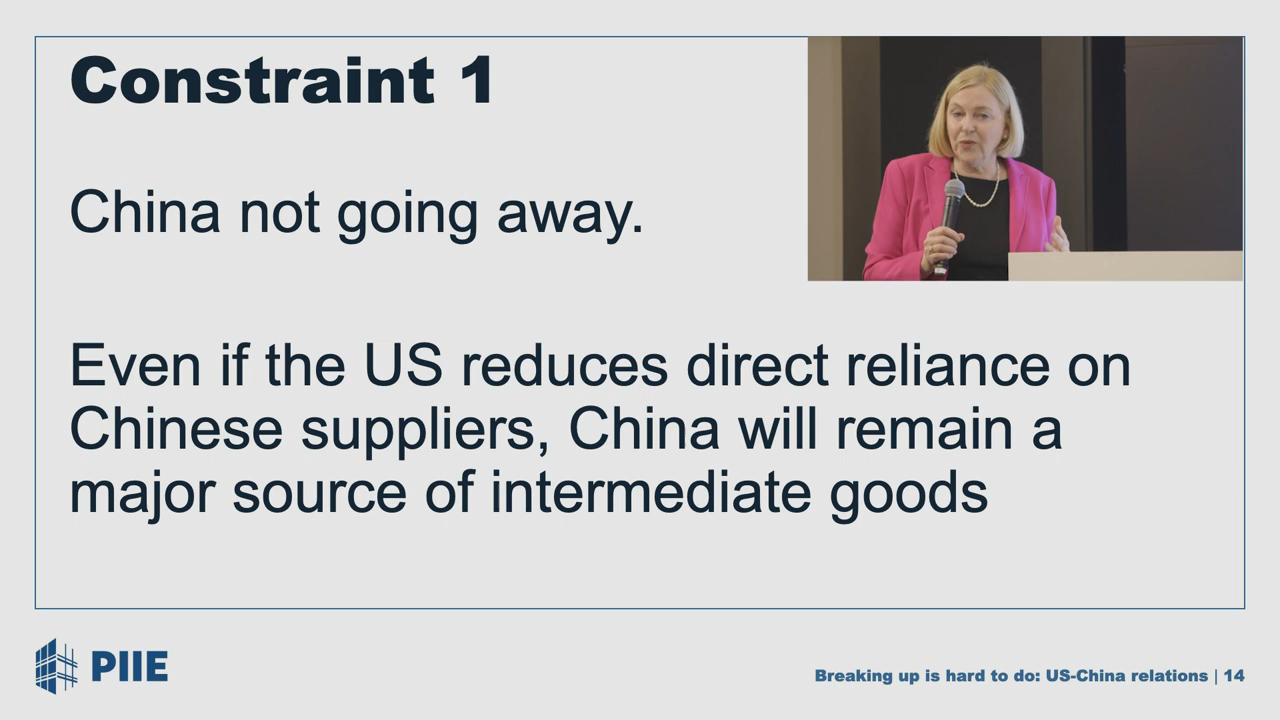 Constraint 1
China not going away.
Even if the US reduces direct reliance on
Chinese suppliers, China will remain a
major source of intermediate goods
PIIE
Breaking up is hard to do: US-China relations | 14